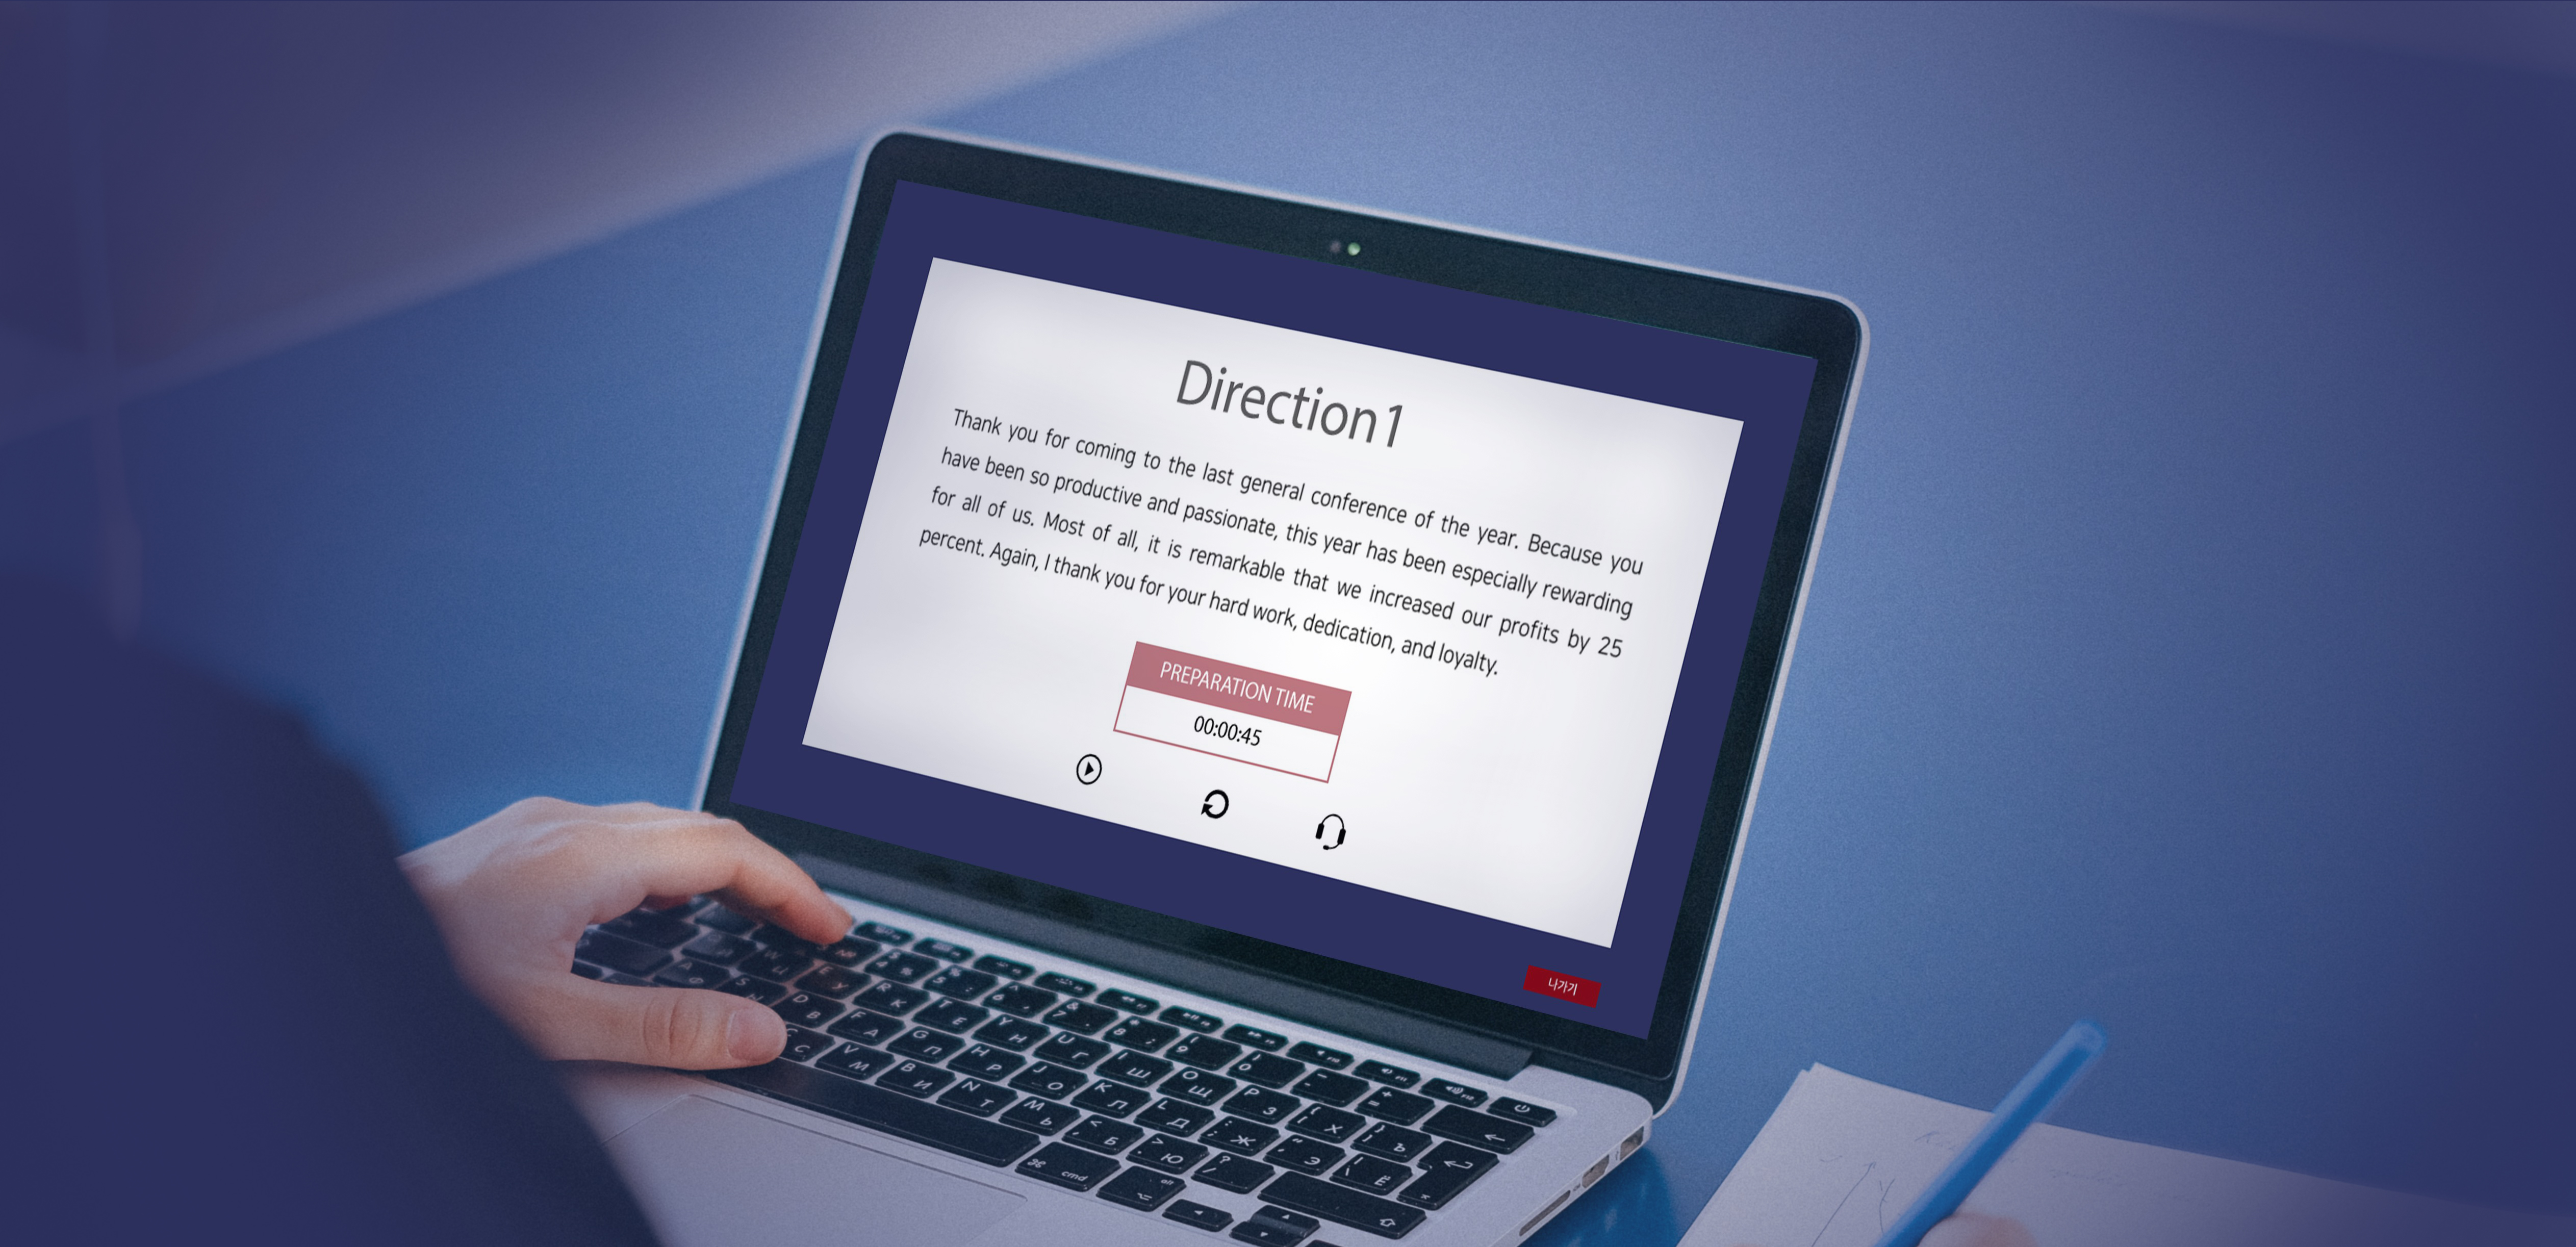 Direction1
Thank you for coming to the last general conference of the year. Because you
have been so productive and passionate, this year has been especially rewarding
for all of us. Most of all, it is remarkable that we increased our profits by 25
percent. Again, I thank you for your hard work, dedication, and loyalty.
PREPARATION TIME
00:00:45
나가기